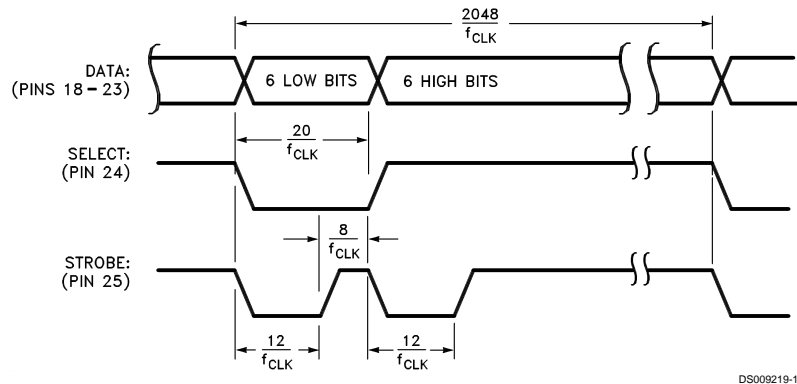 2048
fCLK
DATA:
(PINS 18 – 23)
6 LOW BITS
6 HIGH BITS
20
fCLK
SELECT:
(PIN 24)
8
fCLK
STROBE:
(PIN 25)
12
fCLK
12
fCLK
DS009219-1